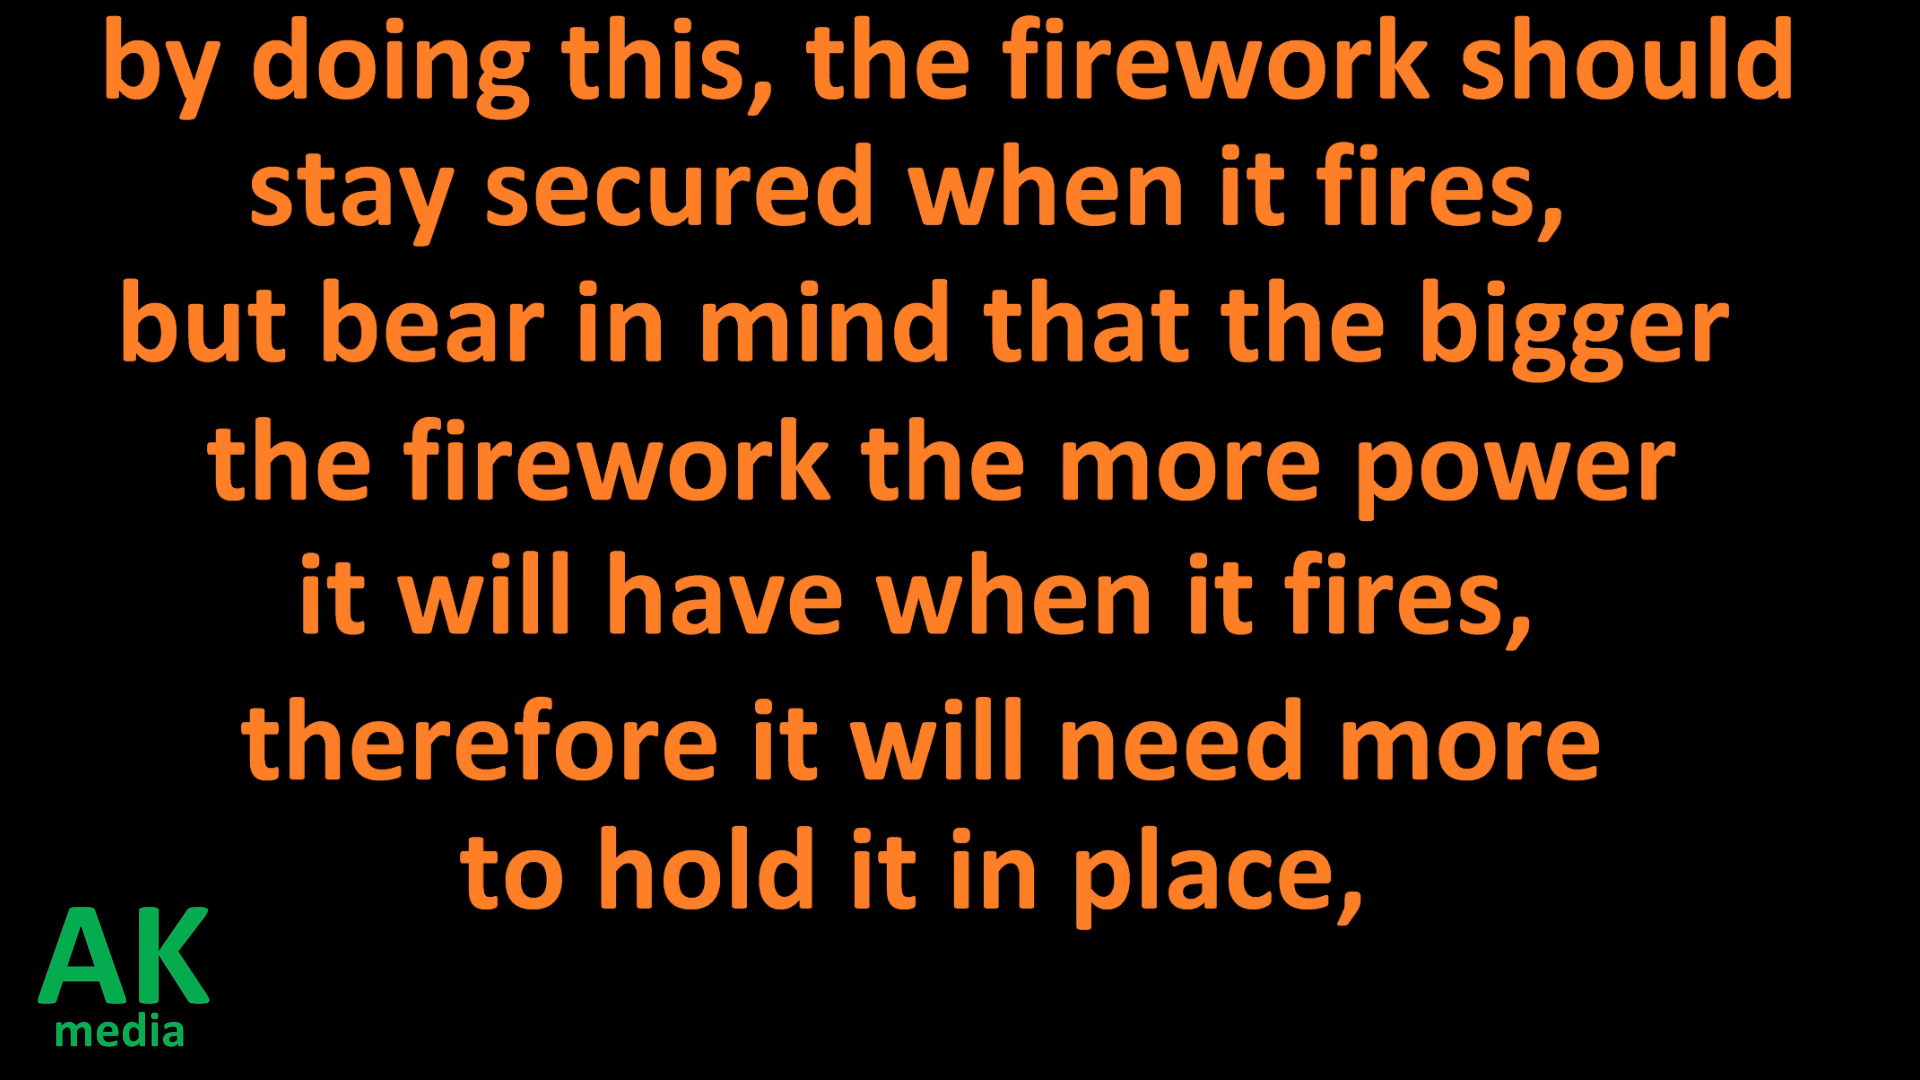 by doing this, the firework should
stay secured when it fires,
but bear in mind that the bigger
the firework the more power
it will have when it fires,
therefore it will need more
to hold it in place,
AK
media